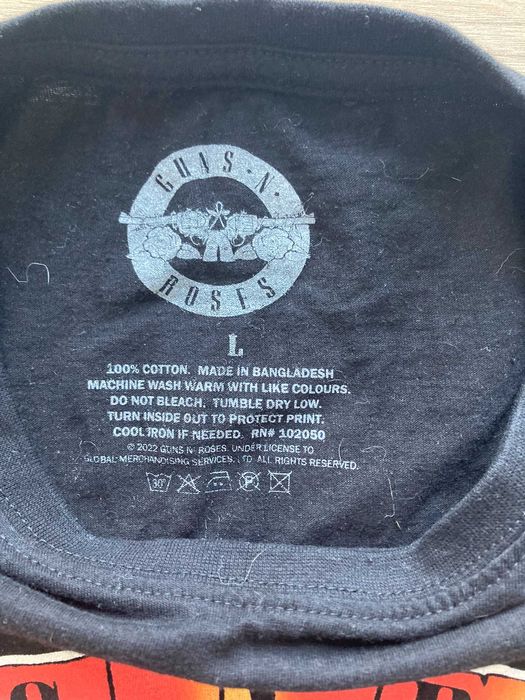 GUNS · N ·
ROSES
L
100% COTTON. MADE IN BANGLADESH
MACHINE WASH WARM WITH LIKE COLOURS.
DO NOT BLEACH. TUMBLE DRY LOW.
TURN INSIDE OUT TO PROTECT PRINT.
COOL IRON IF NEEDED. RN# 102050
© 2022 GUNS N' ROSES. UNDER LICENSE TO
GLOBAL MERCHANDISING SERVICES. LTD ALL RIGHTS RESERVED.
30° P